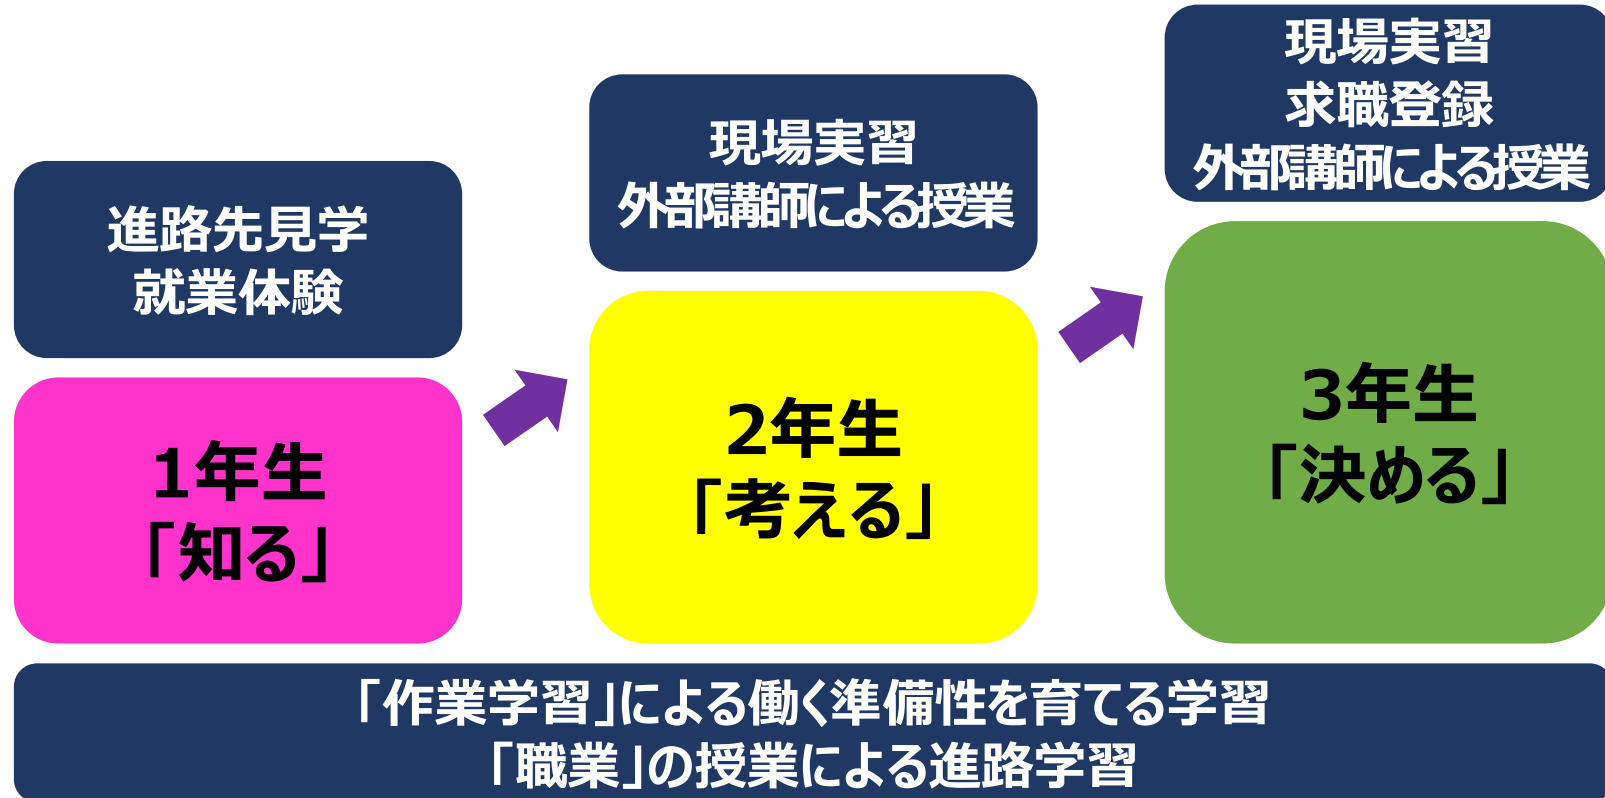 進路先見学
就業体験
1年生
「知る」
現場実習
外部講師による授業
2年生
「考える」
現場実習
求職登録
外部講師による授業
3年生
「決める」
「作業学習」による働く準備性を育てる学習
「職業」の授業による進路学習